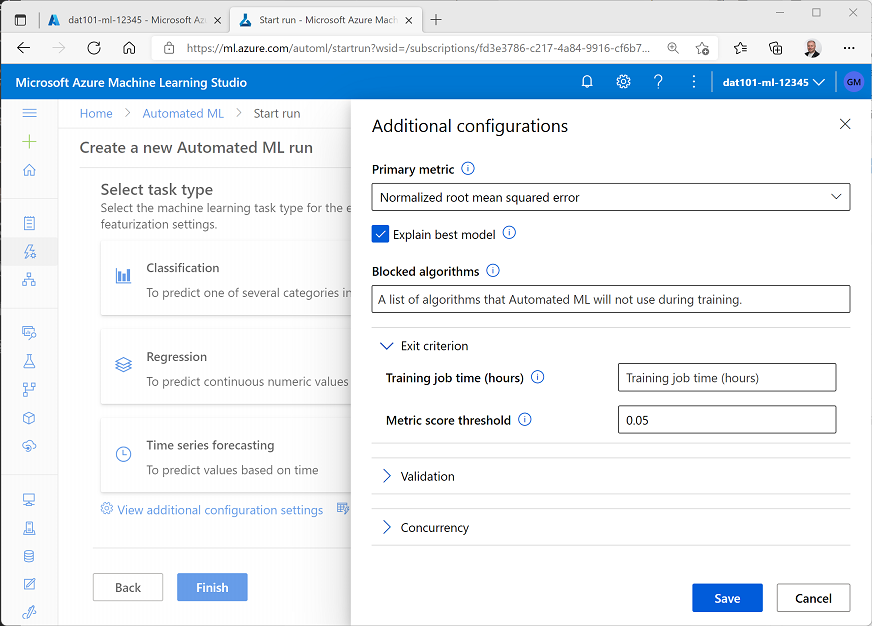 dat101-ml-12345 - Microsoft Az
Start run - Microsoft Azure Mach
https://ml.azure.com/automl/startrun?wsid=/subscriptions/fd3e3786-c217-4a84-9916-cf6b7...
Microsoft Azure Machine Learning Studio
dat101-ml-12345
GM
Home > Automated ML > Start run
Create a new Automated ML run
Select task type
Select the machine learning task type for the e
featurization settings.
Classification
To predict one of several categories in
Regression
To predict continuous numeric values
Time series forecasting
To predict values based on time
View additional configuration settings
Back
Finish
Additional configurations
Primary metric
Normalized root mean squared error
Explain best model
Blocked algorithms
A list of algorithms that Automated ML will not use during training.
Exit criterion
Training job time (hours)
Training job time (hours)
Metric score threshold
0.05
Validation
Concurrency
Save
Cancel